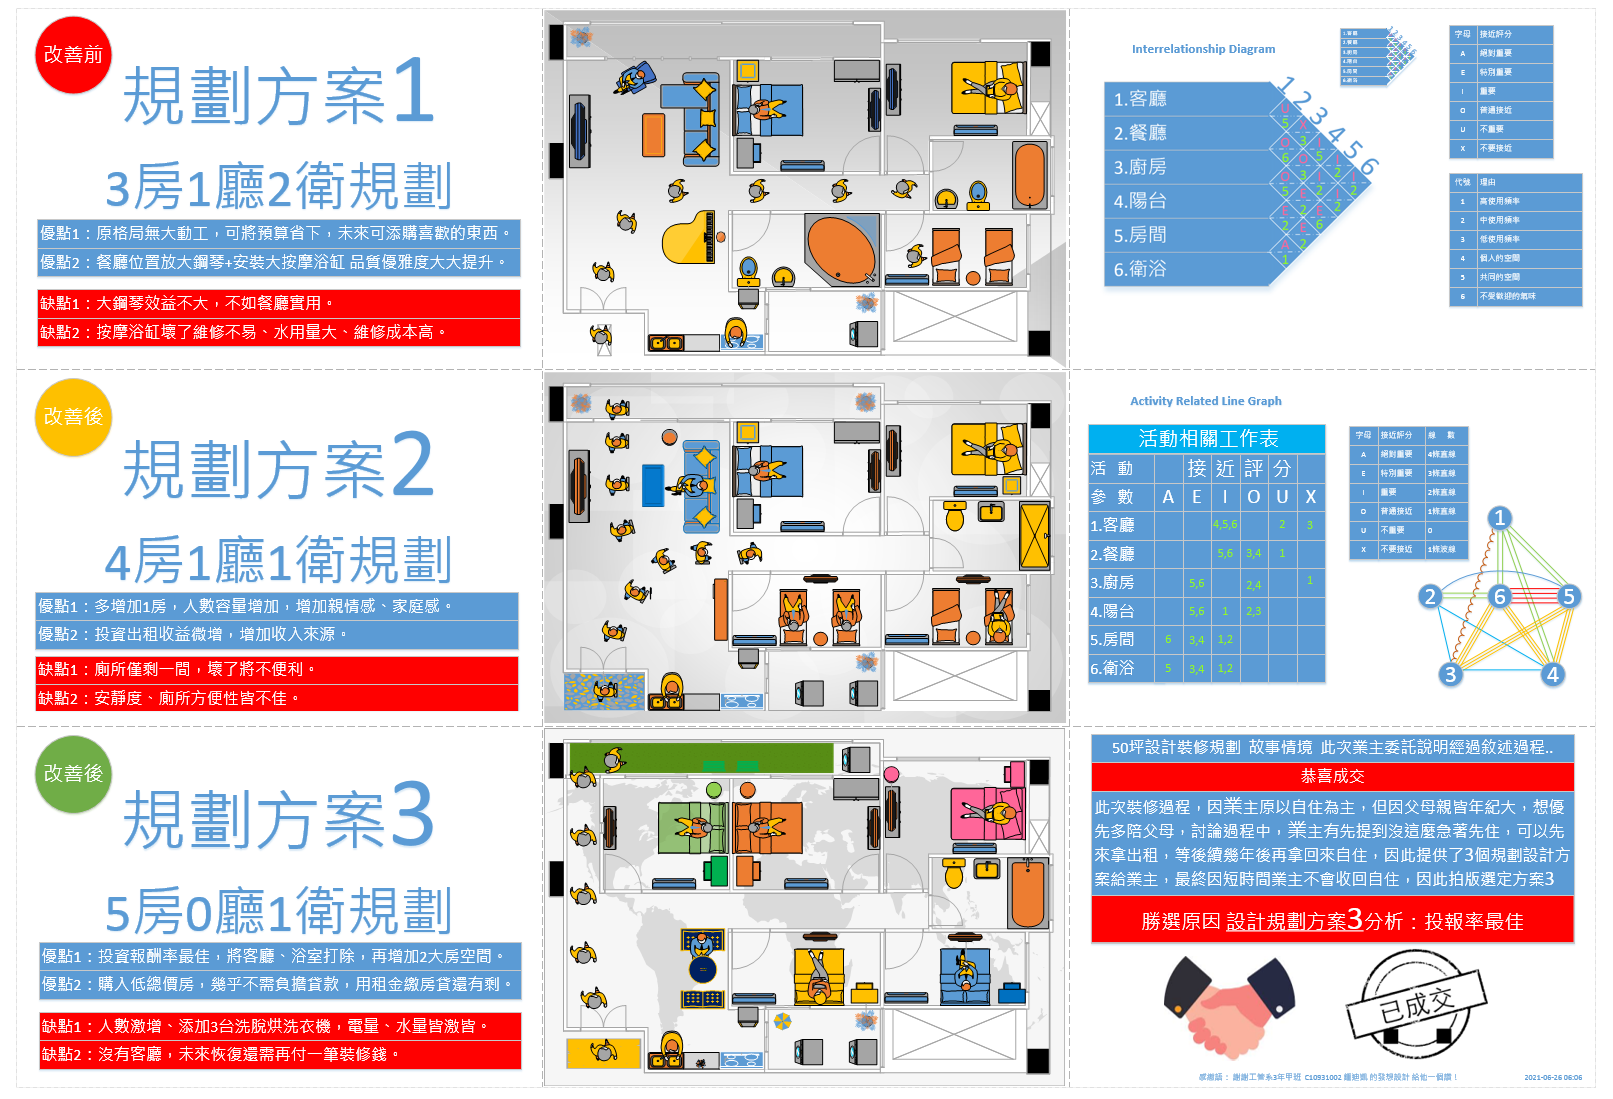 改善前
規劃方案1
3房1廳2衛規劃
優點1：原格局無大動工，可將預算省下，未來可添購喜歡的東西。
優點2：餐廳位置放大鋼琴+安裝大按摩浴缸 品質優雅度大大提升。
缺點1：大鋼琴效益不大，不如餐廳實用。
缺點2：按摩浴缸壞了維修不易、水用量大、維修成本高。
Interrelationship Diagram
1.客廳
2.餐廳
3.廚房
4.陽台
5.房間
6.衛浴
1 2 3 4 5 6
字母 接近評分
A 絕對重要
E 特別重要
I 重要
O 普通接近
U 不重要
X 不要接近
代號 理由
1 高使用頻率
2 中使用頻率
3 低使用頻率
4 個人的空間
5 共同的空間
6 不受歡迎的氣味
改善後
規劃方案2
4房1廳1衛規劃
優點1：多增加1房，人數容量增加，增加親情感、家庭感。
優點2：投資出租收益微增，增加收入來源。
缺點1：廁所僅剩一間，壞了將不便利。
缺點2：安靜度、廁所方便性皆不佳。
Activity Related Line Graph
活動相關工作表
活 動 接 近 評 分
參 數 A E I O U X
1.客廳 4,5,6 2 3
2.餐廳 5,6 3,4 1
3.廚房 5,6 2,4 1
4.陽台 5,6 1 2,3
5.房間 6 3,4 1,2
6.衛浴 5 3,4 1,2
字母 接近評分 線 數
A 絕對重要 4條直線
E 特別重要 3條直線
I 重要 2條直線
O 普通接近 1條直線
U 不重要 0
X 不要接近 1條波線
1
2 6 5
3 4
改善後
規劃方案3
5房0廳1衛規劃
優點1：投資報酬率最佳，將客廳、浴室打除，再增加2大房空間。
優點2：購入低總價房，幾乎不需負擔貸款，用租金繳房貸還有剩。
缺點1：人數激增、添加3台洗脫烘洗衣機，電量、水量皆激皆。
缺點2：沒有客廳，未來恢復還需再付一筆裝修錢。
50坪設計裝修規劃 故事情境 此次業主委託說明經過敘述過程..
恭喜成交
此次裝修過程，因業主原以自住為主，但因父母親皆年紀大，想優
先多陪父母，討論過程中，業主有先提到沒這麼急著先住，可以先
來拿出租，等後續幾年後再拿回來自住，因此提供了3個規劃設計方
案給業主，最終因短時間業主不會收回自住，因此拍版選定方案3
勝選原因 設計規劃方案3分析：投報率最佳
已成交
感謝語： 謝謝工管系3年甲班 C10931002 鍾迪凱 的發想設計 給他一個讚！
2021-06-26 06:06